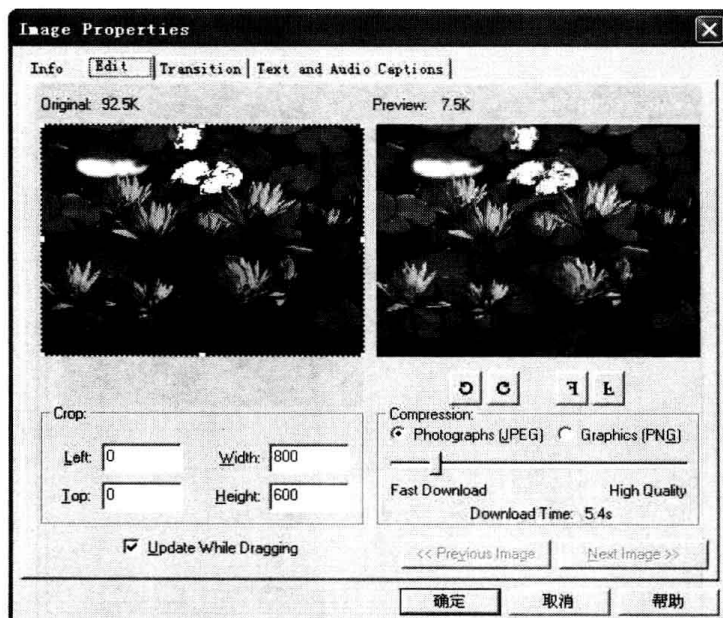 Image Properties
Info Edit Transition Text and Audio Captions
Original: 92.5K Preview: 7.5K
Crop:
Left: 0 Width: 800
Top: 0 Height: 600
Update While Dragging
Compression:
Photographs (JPEG) Graphics (PNG)
Fast Download High Quality
Download Time: 5.4s
<< Previous Image Next Image >>
确定 取消 帮助